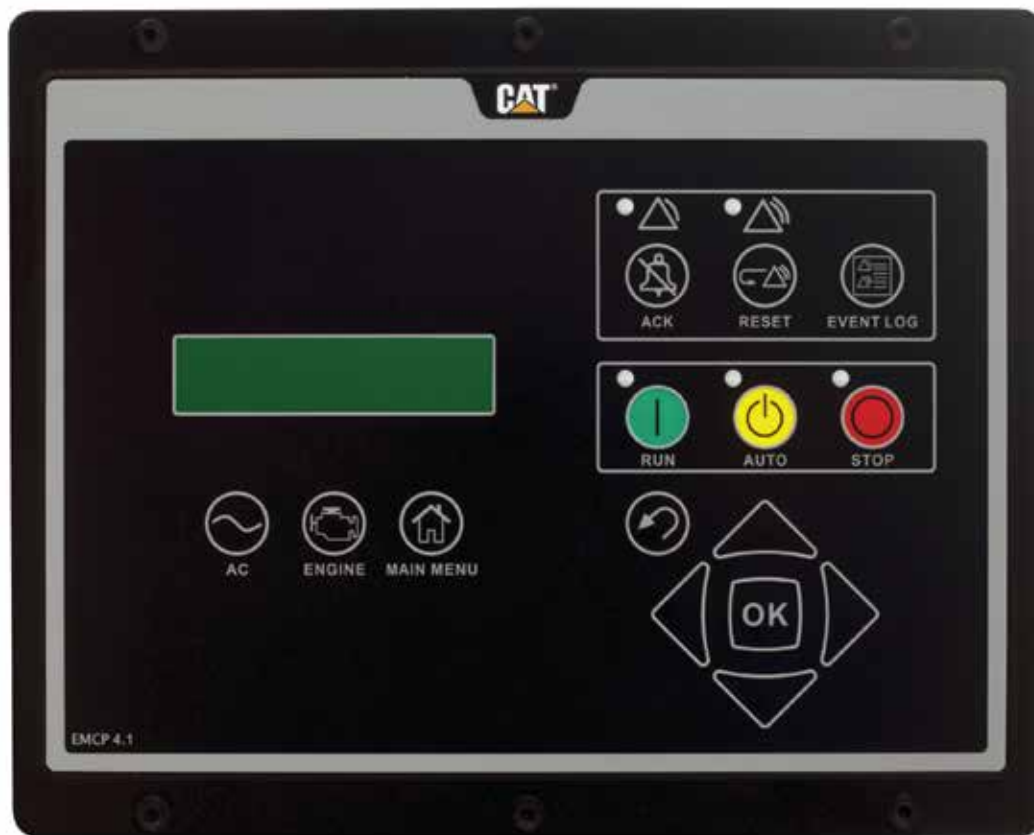 CAT
ACK RESET EVENT LOG
RUN AUTO STOP
AC ENGINE MAIN MENU
OK
EMCP 4.1